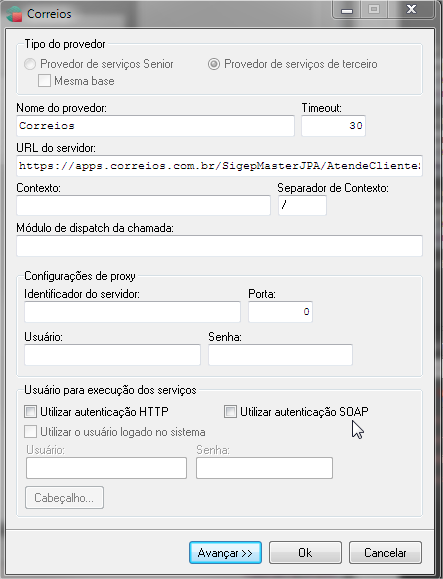 Correios
Tipo do provedor
Provedor de serviços Senior
Provedor de serviços de terceiro
Mesma base
Nome do provedor:
Timeout:
Correios
30
URL do servidor:
https://apps.correios.com.br/SigepMasterJPA/AtendeCliente
Contexto:
Separador de Contexto:
/
Módulo de dispatch da chamada:
Configurações de proxy
Identificador do servidor:
Porta:
0
Usuário:
Senha:
Usuário para execução dos serviços
Utilizar autenticação HTTP
Utilizar autenticação SOAP
Utilizar o usuário logado no sistema
Usuário:
Senha:
Cabeçalho...
Avançar >>
Ok
Cancelar